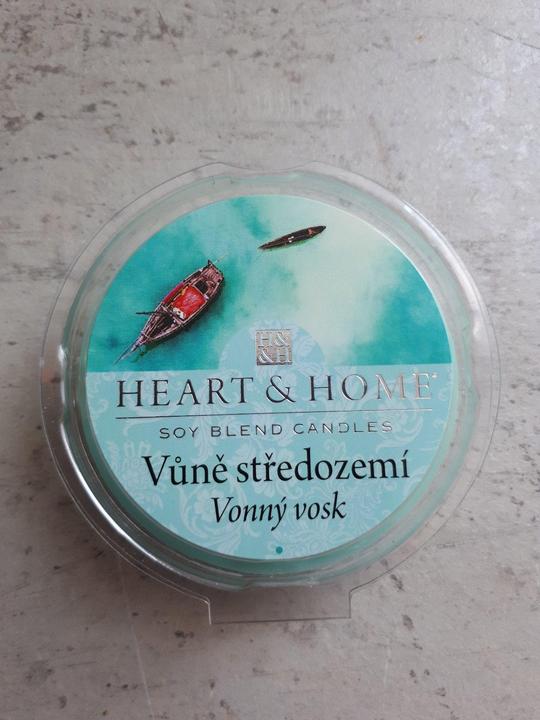 H&
&H
HEART & HOME
SOY BLEND CANDLES
Vůně středozemí
Vonný vosk